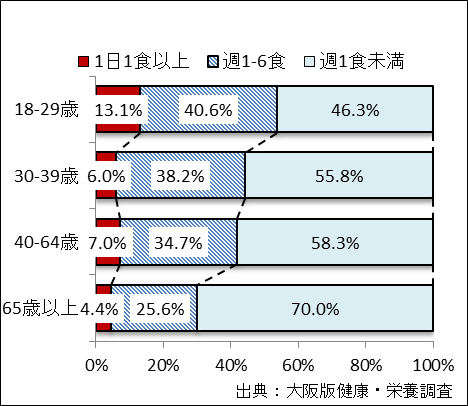 ■1日1食以上 週1-6食 週1食未満
18-29歳 13.1% 40.6% 46.3%
30-39歳 6.0% 38.2% 55.8%
40-64歳 7.0% 34.7% 58.3%
65歳以上 4.4% 25.6% 70.0%
0% 20% 40% 60% 80% 100%
出典：大阪版健康・栄養調査